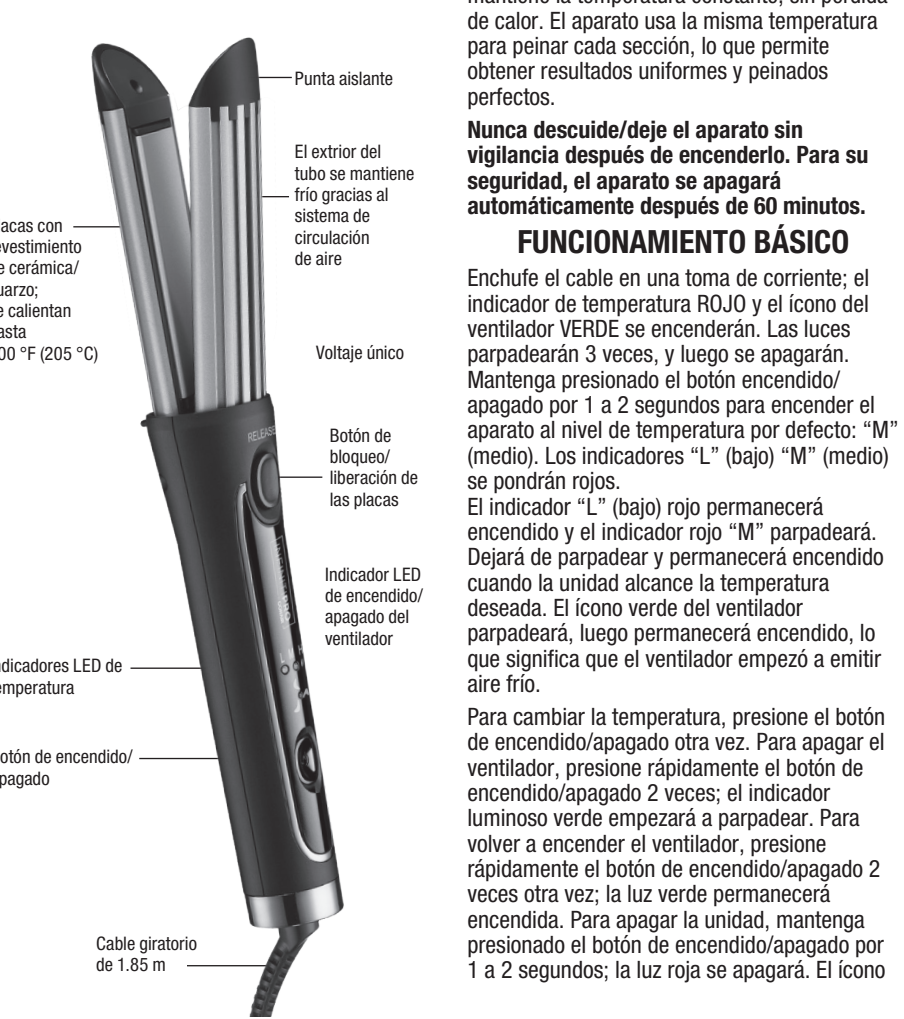 Punta aislante
El extrior del
tubo se mantiene
frío gracias al
sistema de
circulación
de aire
acas con
evestimiento
e cerámica/
uarzo;
e calientan
asta
00 °F (205 °C)
Voltaje único
RELEASE
Botón de
bloqueo/
liberación de
las placas
Indicador LED
de encendido/
apagado del
ventilador
ndicadores LED de
emperatura
otón de encendido/
pagado
Cable giratorio
de 1.85 m
mantiene la temperatura constante, sin pérdida
de calor. El aparato usa la misma temperatura
para peinar cada sección, lo que permite
obtener resultados uniformes y peinados
perfectos.
Nunca descuide/deje el aparato sin
vigilancia después de encenderlo. Para su
seguridad, el aparato se apagará
automáticamente después de 60 minutos.
FUNCIONAMIENTO BÁSICO
Enchufe el cable en una toma de corriente; el
indicador de temperatura ROJO y el ícono del
ventilador VERDE se encenderán. Las luces
parpadearán 3 veces, y luego se apagarán.
Mantenga presionado el botón encendido/
apagado por 1 a 2 segundos para encender el
aparato al nivel de temperatura por defecto: “M”
(medio). Los indicadores “L” (bajo) “M” (medio)
se pondrán rojos.
El indicador “L” (bajo) rojo permanecerá
encendido y el indicador rojo “M” parpadeará.
Dejará de parpadear y permanecerá encendido
cuando la unidad alcance la temperatura
deseada. El ícono verde del ventilador
parpadeará, luego permanecerá encendido, lo
que significa que el ventilador empezó a emitir
aire frío.
Para cambiar la temperatura, presione el botón
de encendido/apagado otra vez. Para apagar el
ventilador, presione rápidamente el botón de
encendido/apagado 2 veces; el indicador
luminoso verde empezará a parpadear. Para
volver a encender el ventilador, presione
rápidamente el botón de encendido/apagado 2
veces otra vez; la luz verde permanecerá
encendida. Para apagar la unidad, mantenga
presionado el botón de encendido/apagado por
1 a 2 segundos; la luz roja se apagará. El ícono